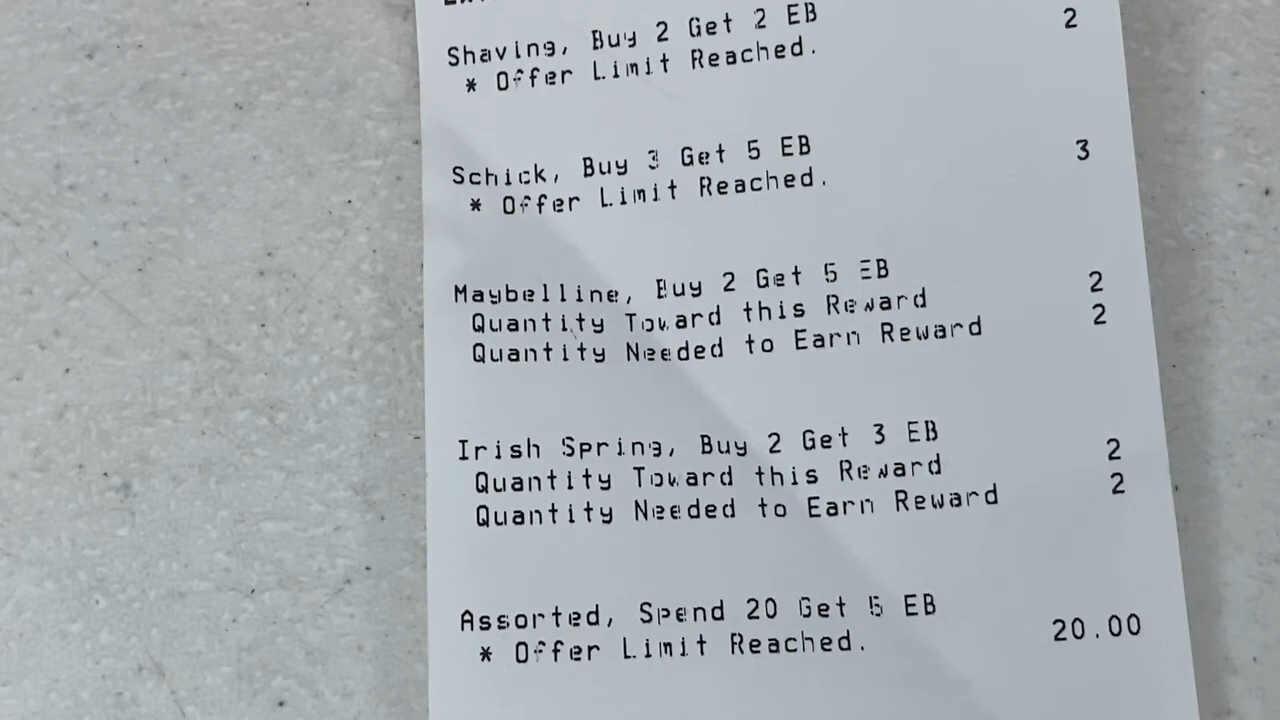 Shaving, Buy 2 Get 2 EB 2
* Offer Limit Reached.
Schick, Buy 3 Get 5 EB 3
* Offer Limit Reached.
Maybelline, Buy 2 Get 5 EB
Quantity Toward this Reward 2
Quantity Needed to Earn Reward 2
Irish Spring, Buy 2 Get 3 EB
Quantity Toward this Reward 2
Quantity Needed to Earn Reward 2
Assorted, Spend 20 Get 5 EB
* Offer Limit Reached. 20.00